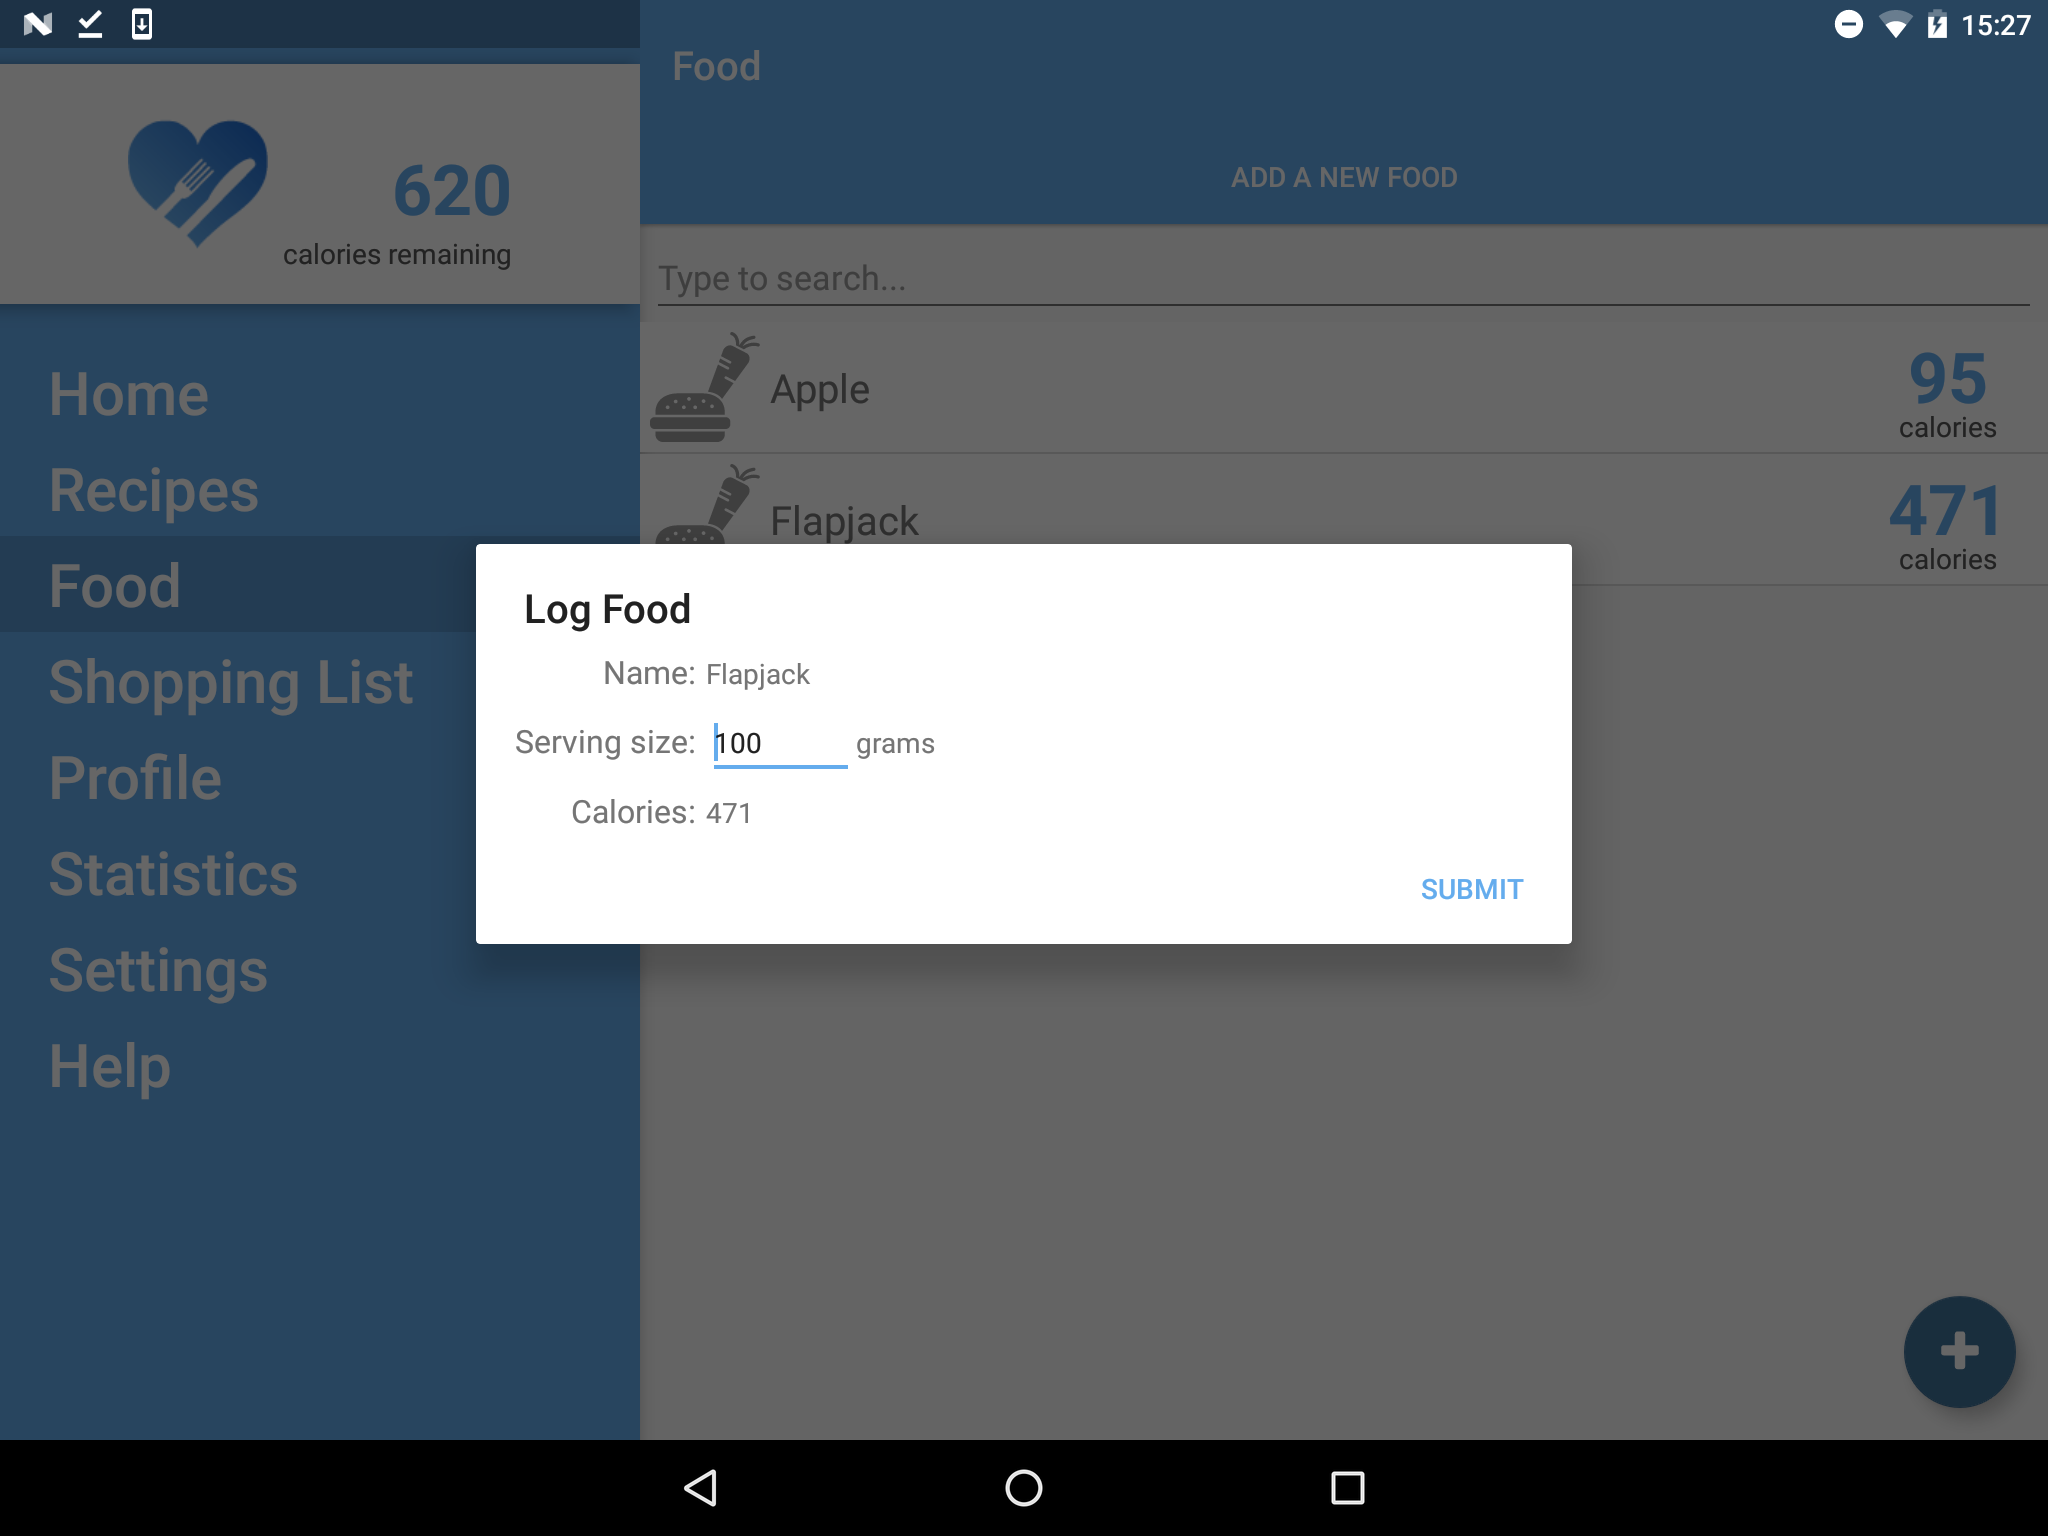 15:27
620
calories remaining
Home
Recipes
Food
Shopping List
Profile
Statistics
Settings
Help
Food
ADD A NEW FOOD
Type to search...
Apple
95
calories
Flapjack
471
calories
Log Food
Name: Flapjack
Serving size: 100 grams
Calories: 471
SUBMIT